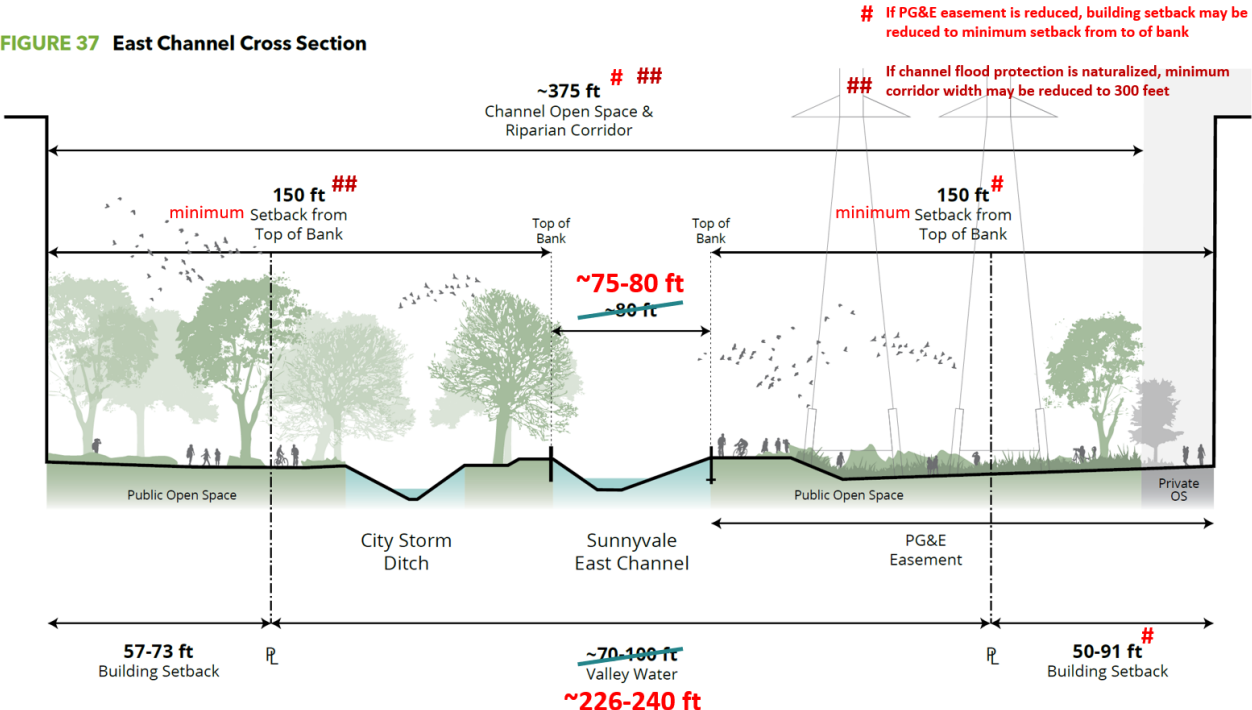 # If PG&E easement is reduced, building setback may be
reduced to minimum setback from to of bank
FIGURE 37 East Channel Cross Section
## If channel flood protection is naturalized, minimum
corridor width may be reduced to 300 feet
~375 ft # ##
Channel Open Space &
Riparian Corridor
150 ft ##
minimum Setback from
Top of Bank
150 ft #
minimum Setback from
Top of Bank
Top of
Bank
Top of
Bank
~75-80 ft
~80 ft
Public Open Space
Public Open Space
Private
OS
City Storm
Ditch
Sunnyvale
East Channel
PG&E
Easement
57-73 ft
Building Setback
PL
~70-100 ft
Valley Water
~226-240 ft
PL
50-91 ft #
Building Setback